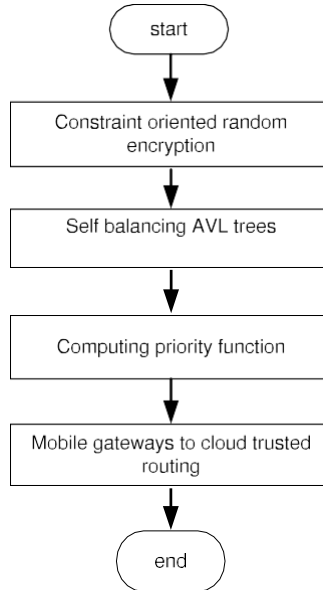 start
Constraint oriented random
encryption
Self balancing AVL trees
Computing priority function
Mobile gateways to cloud trusted
routing
end